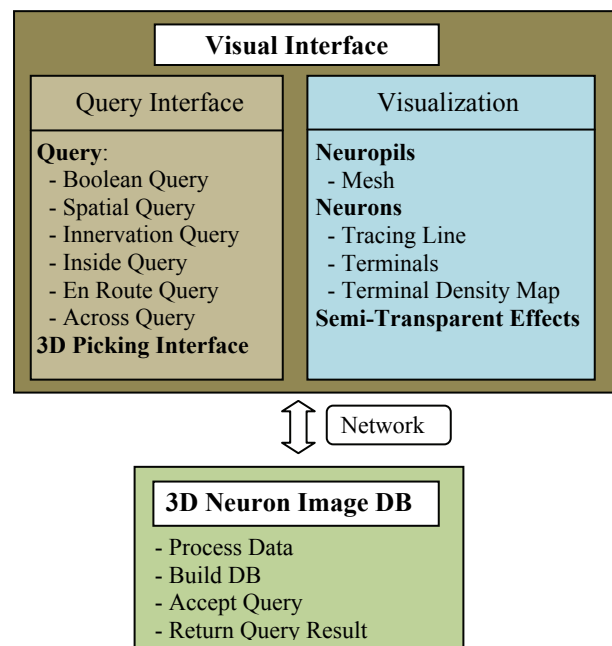 Visual Interface
Query Interface
Query:
- Boolean Query
- Spatial Query
- Innervation Query
- Inside Query
- En Route Query
- Across Query
3D Picking Interface
Visualization
Neuropils
- Mesh
Neurons
- Tracing Line
- Terminals
- Terminal Density Map
Semi-Transparent Effects
Network
3D Neuron Image DB
- Process Data
- Build DB
- Accept Query
- Return Query Result